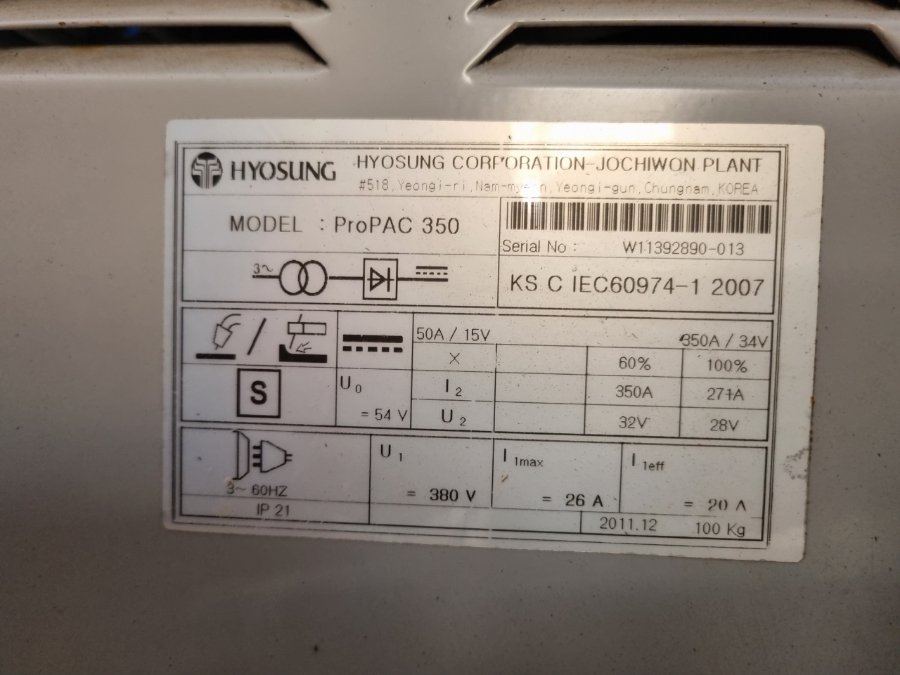 HYOSUNG
HYOSUNG CORPORATION-JOCHIWON PLANT
#518, Yeongi-ri, Nam-myeon, Yeongi-gun, Chungnam, KOREA
MODEL : ProPAC 350
Serial No : W11392890-013
3~
KS C IEC60974-1 2007
50A / 15V 350A / 34V
X 60% 100%
S
U0 = 54 V
I2 350A 271A
U2 32V 28V
3~ 60HZ
U1 = 380 V
I1max = 26 A
I1eff = 20 A
IP 21
2011.12 100 Kg